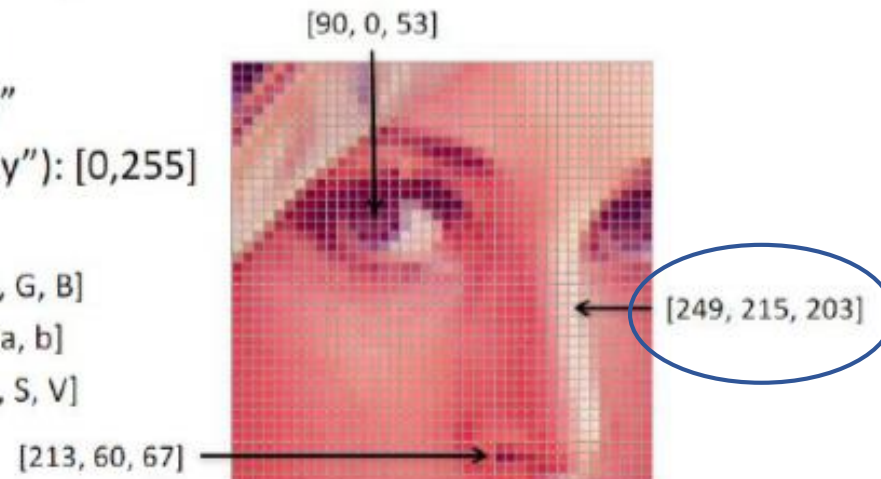 [90, 0, 53]
"
y"): [0,255]
, G, B]
a, b]
, S, V]
[249, 215, 203]
[213, 60, 67]